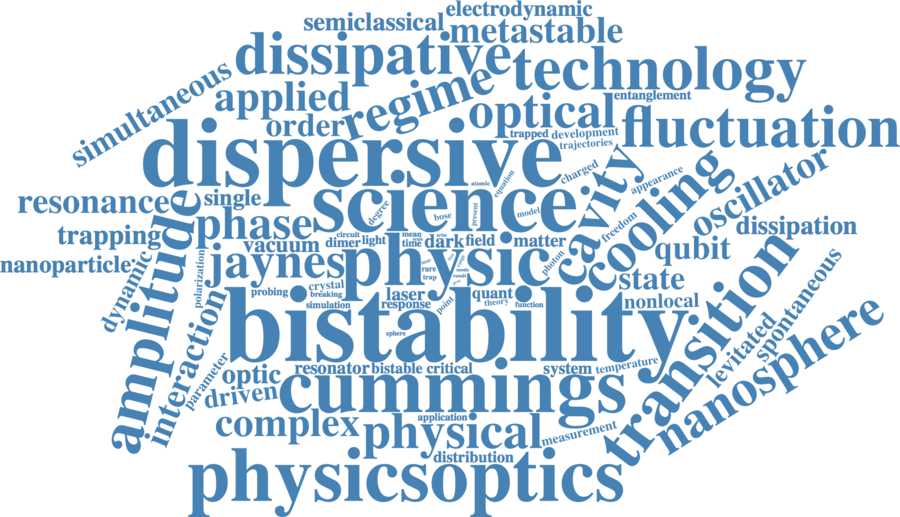 electrodynamic
semiclassical
metastable
dissipative
technology
simultaneous
applied
regime
optical
entanglement
order
trapped
development
trajectories
fluctuation
dispersive
science
atomic
equation
charged
cavity
cooling
appearance
oscillator
resonance
single
phase
degree
bose
present
model
freedom
dissipation
trapping
amplitude
vacuum
circuit
dimer
light
mean
time
dark
field
matter
photon
qubit
nanoparticle
dynamic
polarization
jaynes
physic
rare
trap
state
probing
crystal
breaking
simulation
laser
response
point
quant
theory
function
nonlocal
bistability
sphere
transition
levitated
spontaneous
nanosphere
interaction
parameter
optic
driven
resonator
bistable
critical
system
temperature
cummings
complex
physical
application
measurement
distribution
physicsoptics